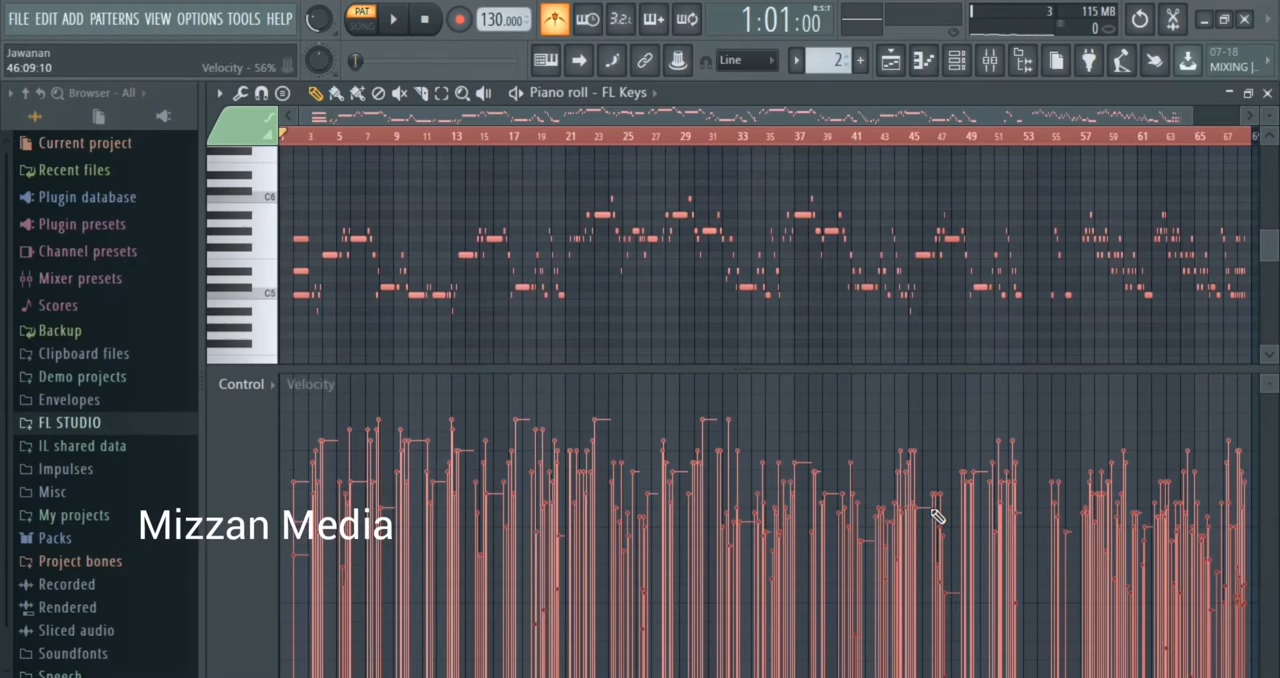 FILE EDIT ADD PATTERNS VIEW OPTIONS TOOLS HELP
PAT
SONG
130.000
3.2.
1:01:00
B:S:T
3
115 MB
0
Jawanan
46:09:10
Velocity - 56%
Line
2
07-18
MIXING |..
Browser - All
Piano roll - FL Keys
3 5 7 9 11 13 15 17 19 21 23 25 27 29 31 33 35 37 39 41 43 45 47 49 51 53 55 57 59 61 63 65 67
Current project
Recent files
Plugin database
Plugin presets
Channel presets
Mixer presets
Scores
Backup
Clipboard files
Demo projects
Envelopes
FL STUDIO
IL shared data
Impulses
Misc
My projects
Packs
Project bones
Recorded
Rendered
Sliced audio
Soundfonts
Speech
C6
C5
Control
Velocity
Mizzan Media